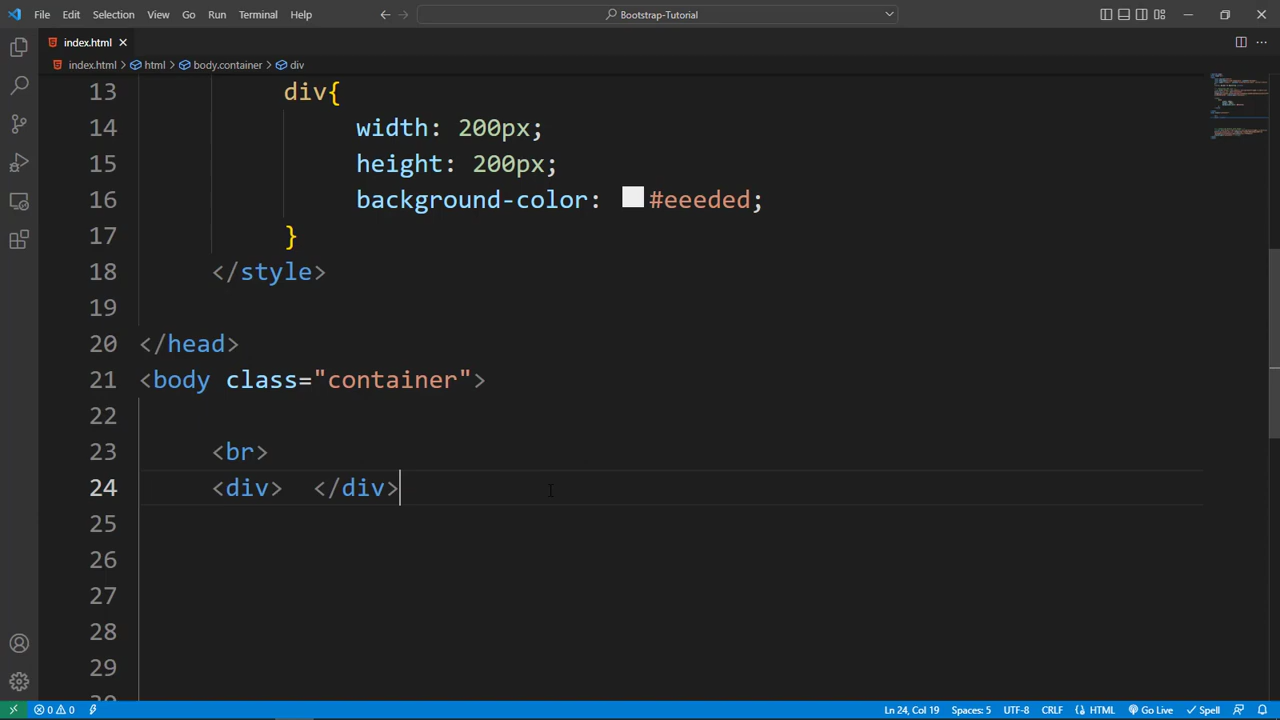 File Edit Selection View Go Run Terminal Help Bootstrap-Tutorial
index.html
index.html html body.container div
13 div{
14 width: 200px;
15 height: 200px;
16 background-color: #eeeded;
17 }
18 </style>
19
20 </head>
21 <body class="container">
22
23 <br>
24 <div>  </div>
25
26
27
28
29
0 0 Ln 24, Col 19 Spaces: 5 UTF-8 CRLF HTML Go Live Spell